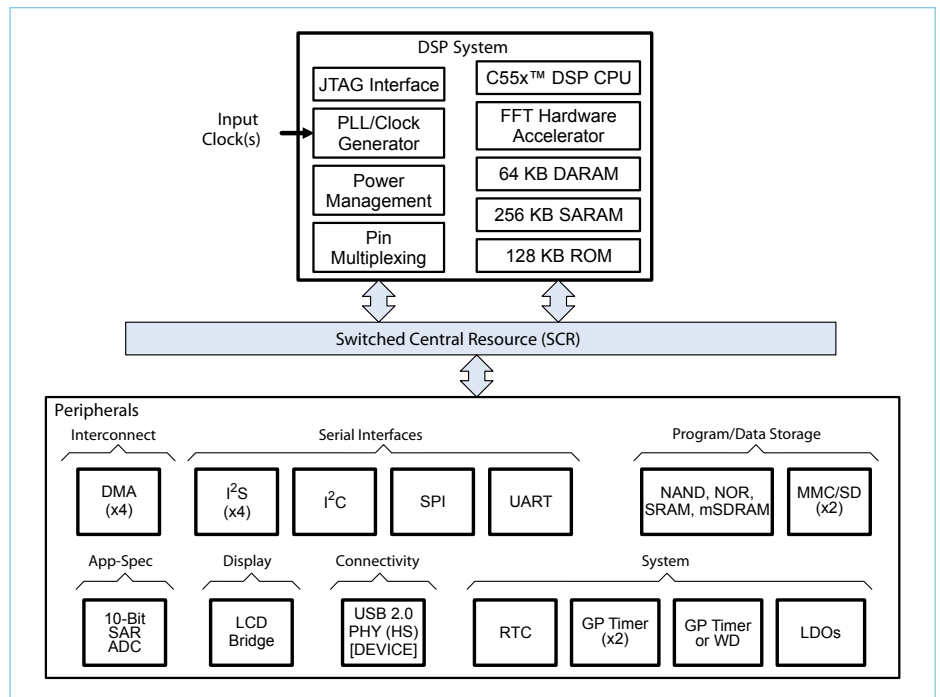 DSP System
JTAG Interface
PLL/Clock
Generator
Power
Management
Pin
Multiplexing
C55x™ DSP CPU
FFT Hardware
Accelerator
64 KB DARAM
256 KB SARAM
128 KB ROM
Input
Clock(s)
Switched Central Resource (SCR)
Peripherals
Interconnect
DMA
(x4)
Serial Interfaces
I²S
(x4)
I²C
SPI
UART
Program/Data Storage
NAND, NOR,
SRAM, mSDRAM
MMC/SD
(x2)
App-Spec
10-Bit
SAR
ADC
Display
LCD
Bridge
Connectivity
USB 2.0
PHY (HS)
[DEVICE]
System
RTC
GP Timer
(x2)
GP Timer
or WD
LDOs